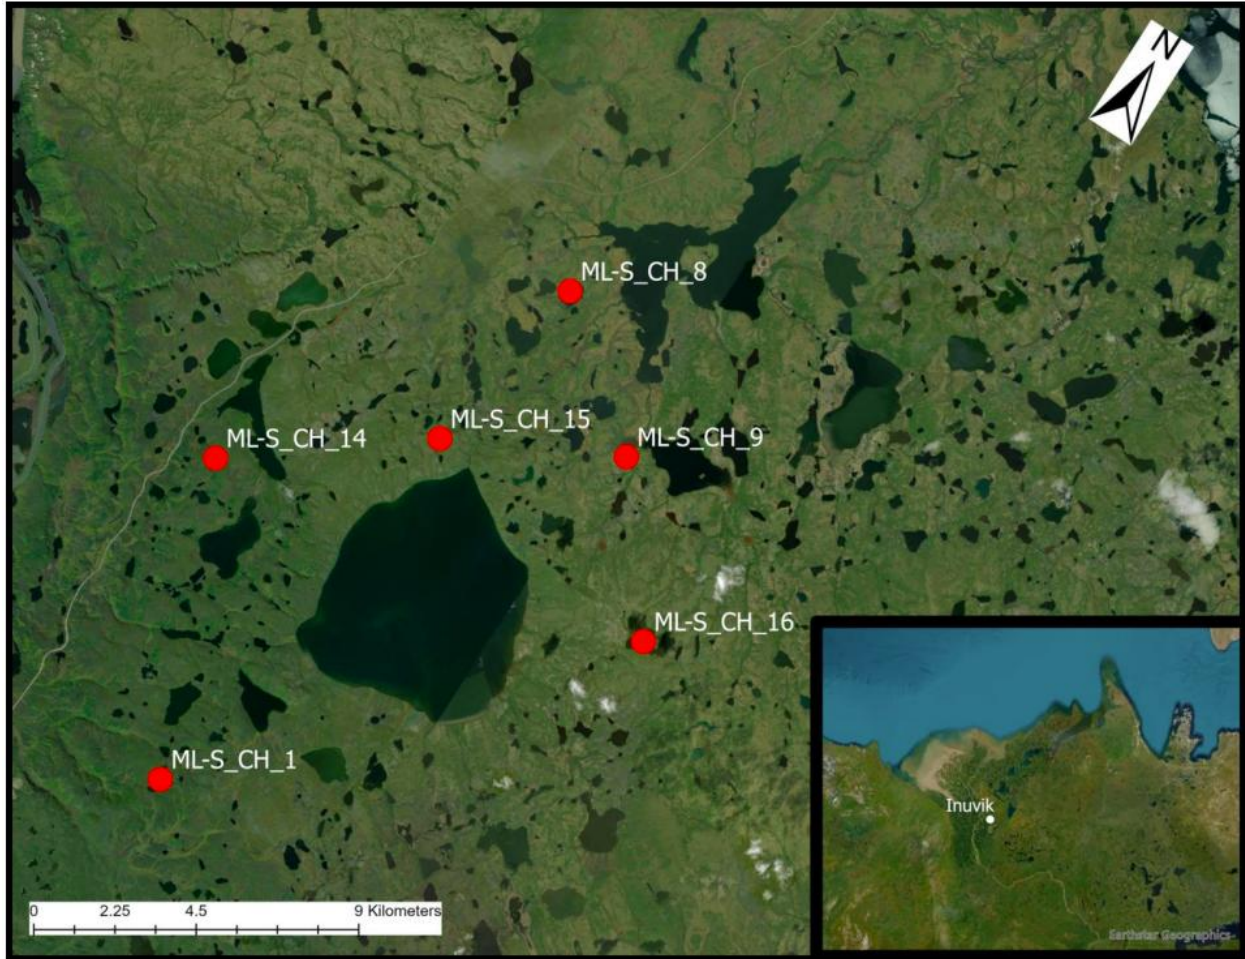 N
ML-S_CH_8
ML-S_CH_15
ML-S_CH_14
ML-S_CH_9
ML-S_CH_16
ML-S_CH_1
0 2.25 4.5 9 Kilometers
Inuvik
Earthstar Geographics